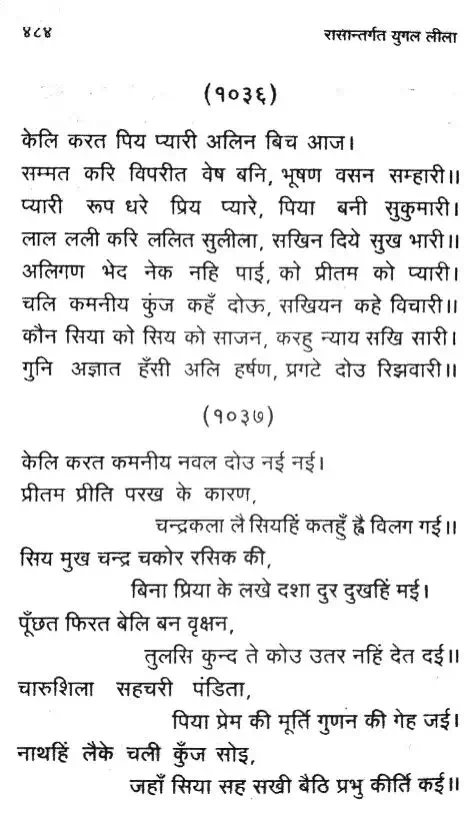 ४८४ रासान्तर्गत युगल लीला
(१०३६)
केलि करत पिय प्यारी अलिन बिच आज।
सम्मत करि विपरीत वेष बनि, भूषण वसन सम्हारी॥
प्यारी रूप धरे प्रिय प्यारे, पिया बनी सुकुमारी।
लाल लली करि ललित सुलीला, सखिन दिये सुख भारी॥
अलिगण भेद नेक नहि पाई, को प्रीतम को प्यारी।
चलि कमनीय कुंज कहँ दोऊ, सखियन कहे विचारी॥
कौन सिया को सिय को साजन, करहु न्याय सखि सारी।
गुनि अज्ञात हँसी अलि हर्षण, प्रगटे दोउ रिझवारी॥
(१०३७)
केलि करत कमनीय नवल दोउ नई नई।
प्रीतम प्रीति परख के कारण,
चन्द्रकला लै सियहिं कतहुँ ह्वै विलग गई॥
सिय मुख चन्द्र चकोर रसिक की,
बिना प्रिया के लखे दशा दुर दुखहिं मई।
पूँछत फिरत बेलि बन वृक्षन,
तुलसि कुन्द ते कोउ उतर नहिं देत दई॥
चारुशिला सहचरी पंडिता,
पिया प्रेम की मूर्ति गुणन की गेह जई।
नाथहिं लैके चली कुँज सोइ,
जहाँ सिया सह सखी बैठि प्रभु कीर्ति कई॥